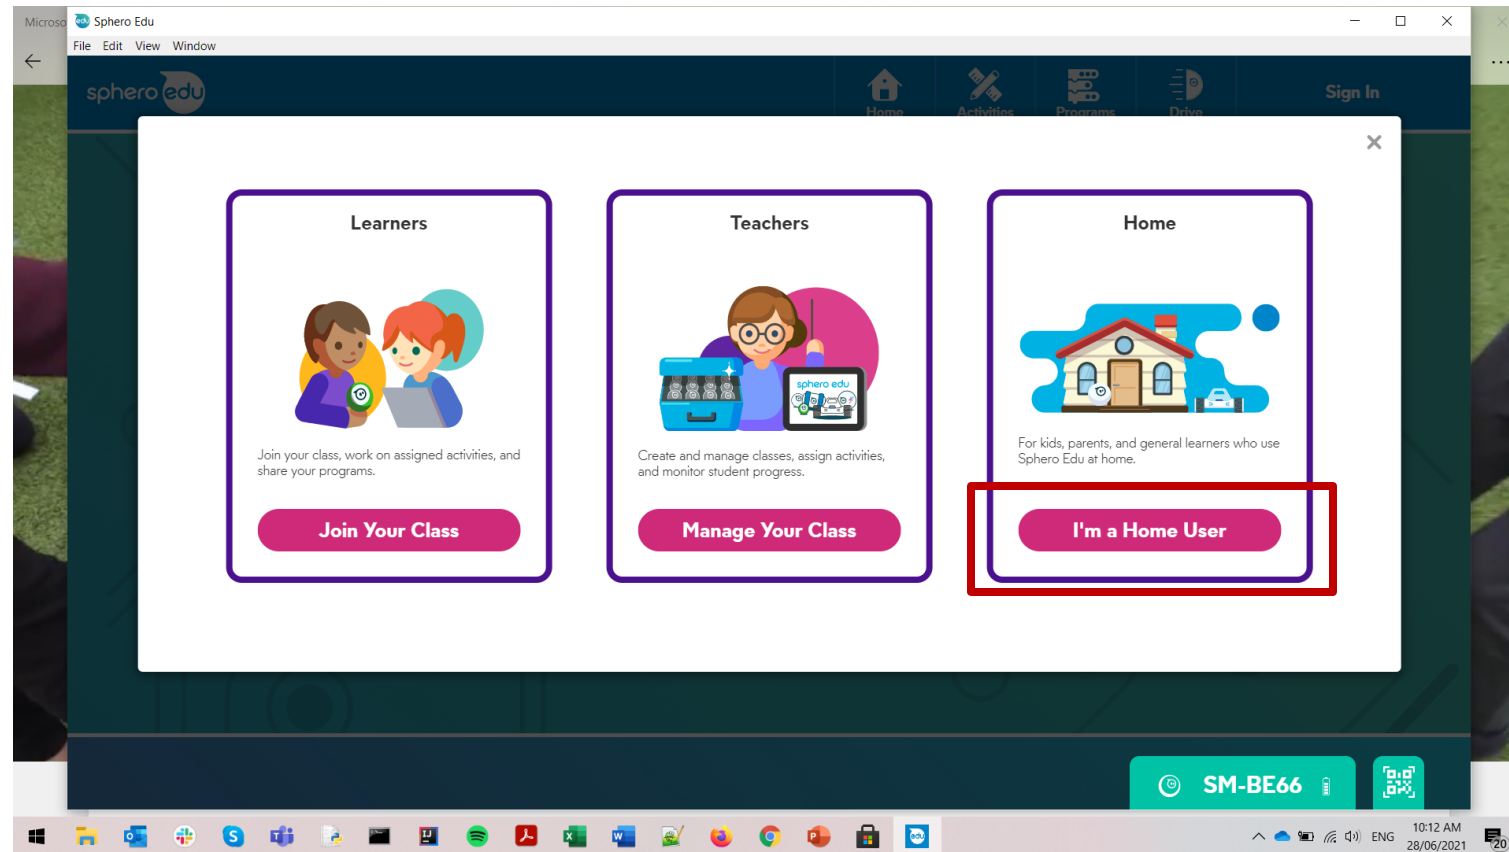 Microso
Sphero Edu
File Edit View Window
sphero edu
Home
Activities
Programs
Drive
Sign In
Learners
Join your class, work on assigned activities, and
share your programs.
Join Your Class
Teachers
sphero edu
Create and manage classes, assign activities,
and monitor student progress.
Manage Your Class
Home
For kids, parents, and general learners who use
Sphero Edu at home.
I'm a Home User
SM-BE66
edu
ENG
10:12 AM
28/06/2021
20